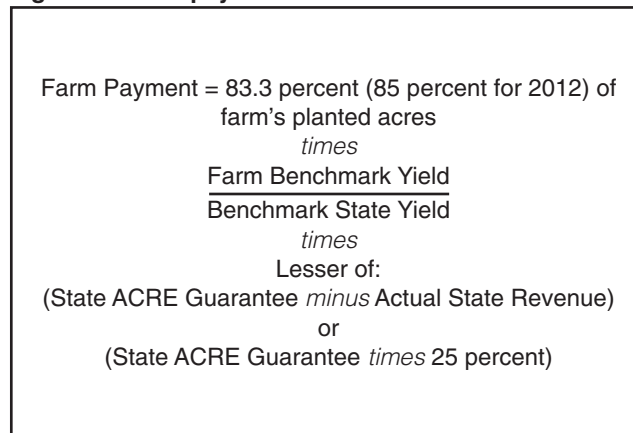 Farm Payment = 83.3 percent (85 percent for 2012) of
farm's planted acres
times
Farm Benchmark Yield
Benchmark State Yield
times
Lesser of:
(State ACRE Guarantee minus Actual State Revenue)
or
(State ACRE Guarantee times 25 percent)